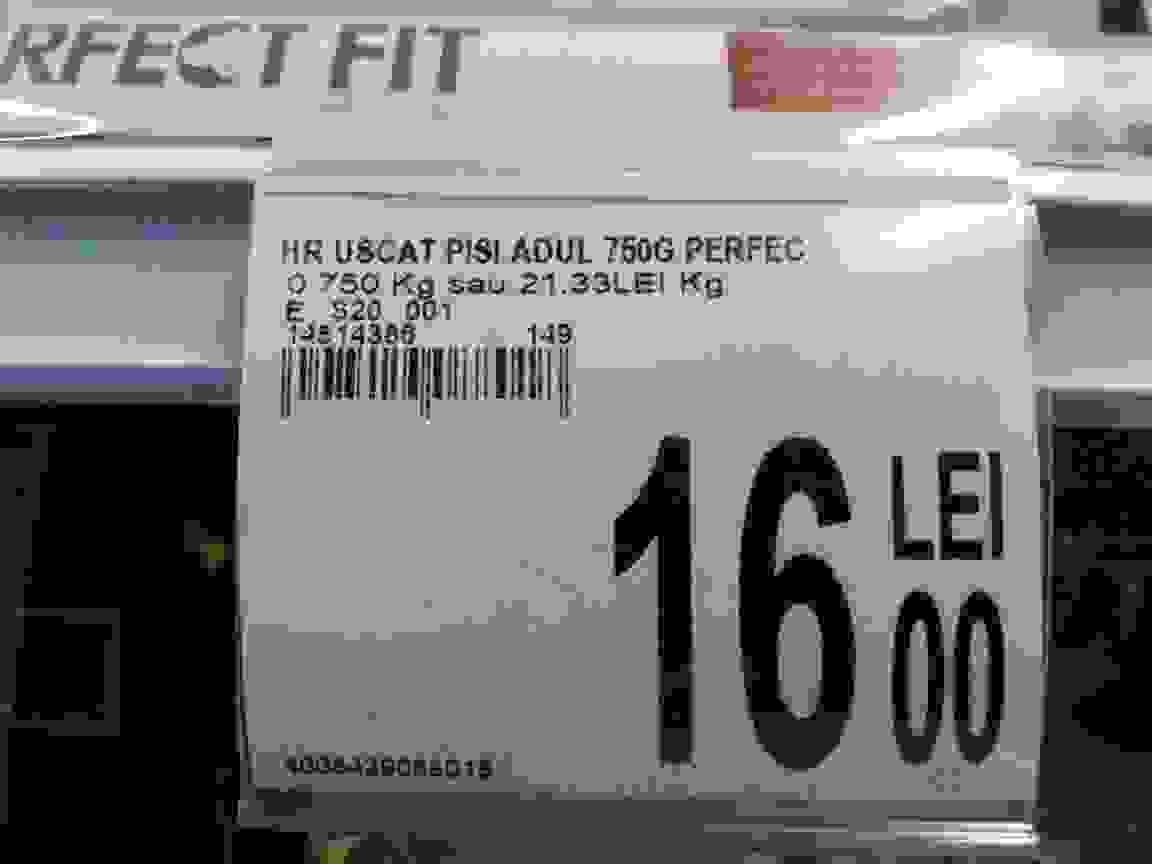 RFECT FIT
HR USCAT PISI ADUL 750G PERFEC
0 750 Kg sau 21.33LEI Kg
E S20 001
14814386 149
16 LEI
00